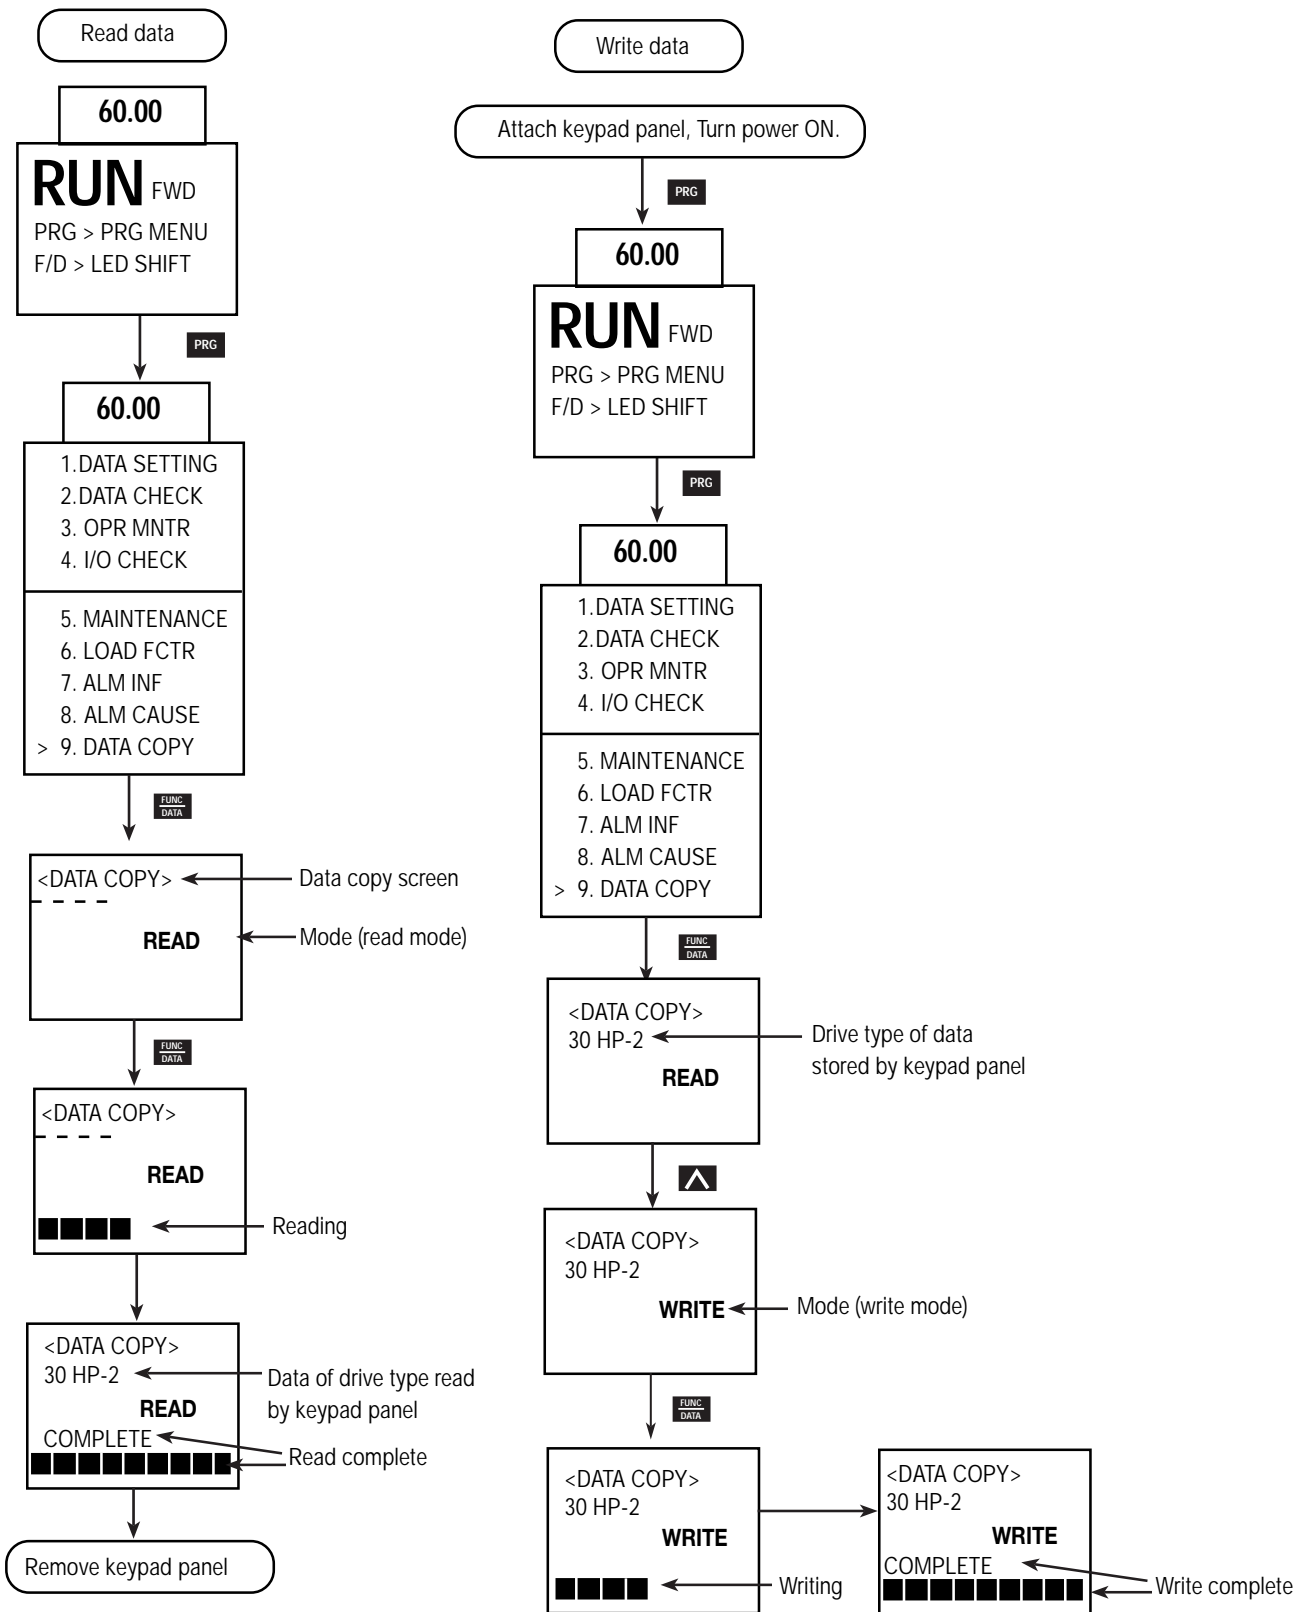 Read data
60.00
RUN FWD
PRG > PRG MENU
F/D > LED SHIFT
PRG
60.00
1.DATA SETTING
2.DATA CHECK
3. OPR MNTR
4. I/O CHECK
5. MAINTENANCE
6. LOAD FCTR
7. ALM INF
8. ALM CAUSE
> 9. DATA COPY
FUNC
DATA
<DATA COPY>
Data copy screen
- - - - -
READ
Mode (read mode)
FUNC
DATA
<DATA COPY>
- - - -
READ
Reading
<DATA COPY>
30 HP-2
Data of drive type read
by keypad panel
READ
COMPLETE
Read complete
Remove keypad panel
Write data
Attach keypad panel, Turn power ON.
PRG
60.00
RUN FWD
PRG > PRG MENU
F/D > LED SHIFT
PRG
60.00
1.DATA SETTING
2.DATA CHECK
3. OPR MNTR
4. I/O CHECK
5. MAINTENANCE
6. LOAD FCTR
7. ALM INF
8. ALM CAUSE
> 9. DATA COPY
FUNC
DATA
<DATA COPY>
30 HP-2
Drive type of data
stored by keypad panel
READ
<DATA COPY>
30 HP-2
WRITE
Mode (write mode)
FUNC
DATA
<DATA COPY>
30 HP-2
WRITE
Writing
<DATA COPY>
30 HP-2
WRITE
COMPLETE
Write complete